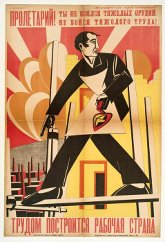 ПРОЛЕТАРИЙ! ТЫ НЕ БОЯЛСЯ ТЯЖЕЛЫХ ОРУДИЙ
НЕ БОЙСЯ ТЯЖЕЛОГО ТРУДА!
ТРУДОМ ПОСТРОИТСЯ РАБОЧАЯ СТРАНА